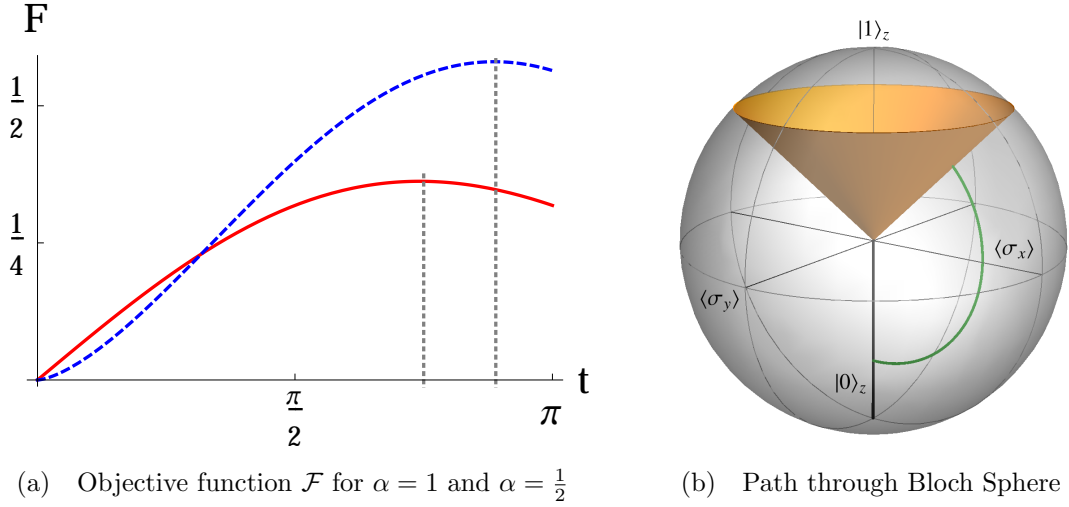 F
1/2
1/4
π/2
π
t
|1⟩z
⟨σx⟩
⟨σy⟩
|0⟩z
(a) Objective function ℱ for α = 1 and α = 1/2
(b) Path through Bloch Sphere